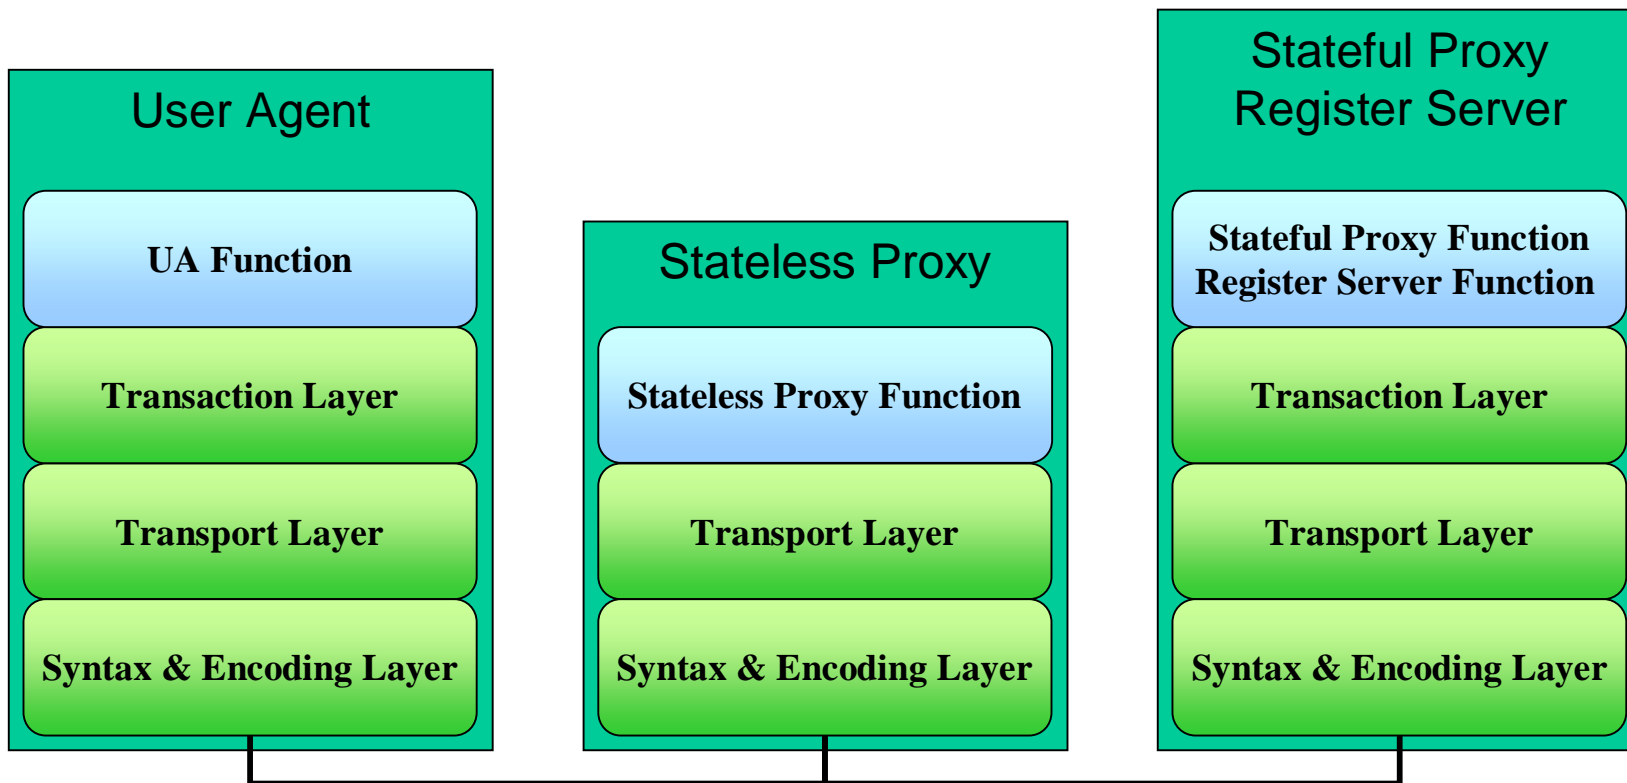 User Agent
UA Function
Transaction Layer
Transport Layer
Syntax & Encoding Layer
Stateless Proxy
Stateless Proxy Function
Transport Layer
Syntax & Encoding Layer
Stateful Proxy
Register Server
Stateful Proxy Function
Register Server Function
Transaction Layer
Transport Layer
Syntax & Encoding Layer